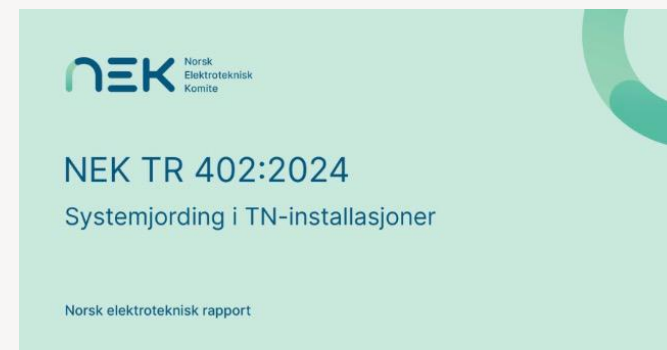 NEK
Norsk
Elektroteknisk
Komite
NEK TR 402:2024
Systemjording i TN-installasjoner
Norsk elektroteknisk rapport